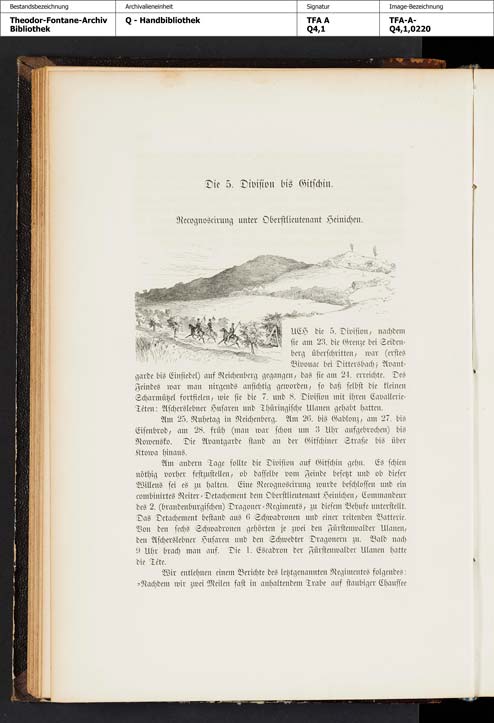 Bestandsbezeichnung Archivalieneinheit Signatur Image-Bezeichnung
Theodor-Fontane-Archiv Q - Handbibliothek TFA A TFA-A-
Bibliothek Q4,1 Q4,1,0220
Die 5. Division bis Gitschin.
Recognoscirung unter Oberstlieutenant Heinichen.
UCH die 5. Division, nachdem
sie am 23. die Grenze bei Seiden-
berg überschritten, war (erstes
Bivouac bei Dittersbach; Avant-
garde bis Einsiedel) auf Reichenberg gegangen, das sie am 24. erreichte. Des
Feindes war man nirgends ansichtig geworden, so daß selbst die kleinen
Scharmützel fortfielen, wie sie die 7. und 8. Division mit ihren Cavallerie-
Têten: Ascherslebner Husaren und Thüringische Ulanen gehabt hatten.
Am 25. Ruhetag in Reichenberg. Am 26. bis Gablonz, am 27. bis
Eisenbrod, am 28. früh (man war schon um 3 Uhr aufgebrochen) bis
Rowensko. Die Avantgarde stand an der Gitschiner Straße bis über
Ktowa hinaus.
Am andern Tage sollte die Division auf Gitschin gehn. Es schien
nöthig vorher festzustellen, ob dasselbe vom Feinde besetzt und ob dieser
Willens sei es zu halten. Eine Recognoscirung wurde beschlossen und ein
combinirtes Reiter-Detachement dem Oberstlieutenant Heinichen, Commandeur
des 2. (brandenburgischen) Dragoner-Regiments, zu diesem Behufe unterstellt.
Das Detachement bestand aus 6 Schwadronen und einer reitenden Batterie.
Von den sechs Schwadronen gehörten je zwei den Fürstenwalder Ulanen,
den Ascherslebner Husaren und den Schwedter Dragonern zu. Bald nach
9 Uhr brach man auf. Die 1. Escadron der Fürstenwalder Ulanen hatte
die Tête.
Wir entlehnen einem Berichte des letztgenannten Regimentes folgendes:
»Nachdem wir zwei Meilen fast in anhaltendem Trabe auf staubiger Chaussee